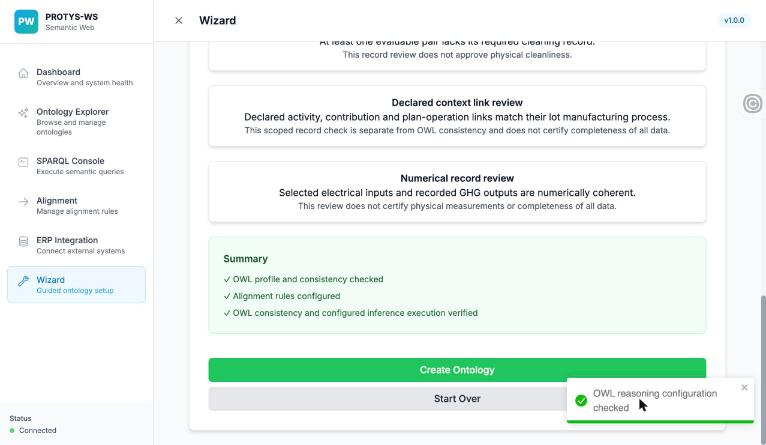 PW
PROTYS-WS
Semantic Web
Wizard
v1.0.0
Dashboard
Overview and system health
Ontology Explorer
Browse and manage
ontologies
SPARQL Console
Execute semantic queries
Alignment
Manage alignment rules
ERP Integration
Connect external systems
Wizard
Guided ontology setup
Status
Connected
At least one evaluable pair lacks its required cleaning record.
This record review does not approve physical cleanliness.
Declared context link review
Declared activity, contribution and plan-operation links match their lot manufacturing process.
This scoped record check is separate from OWL consistency and does not certify completeness of all data.
Numerical record review
Selected electrical inputs and recorded GHG outputs are numerically coherent.
This review does not certify physical measurements or completeness of all data.
Summary
✓ OWL profile and consistency checked
✓ Alignment rules configured
✓ OWL consistency and configured inference execution verified
Create Ontology
Start Over
OWL reasoning configuration
checked